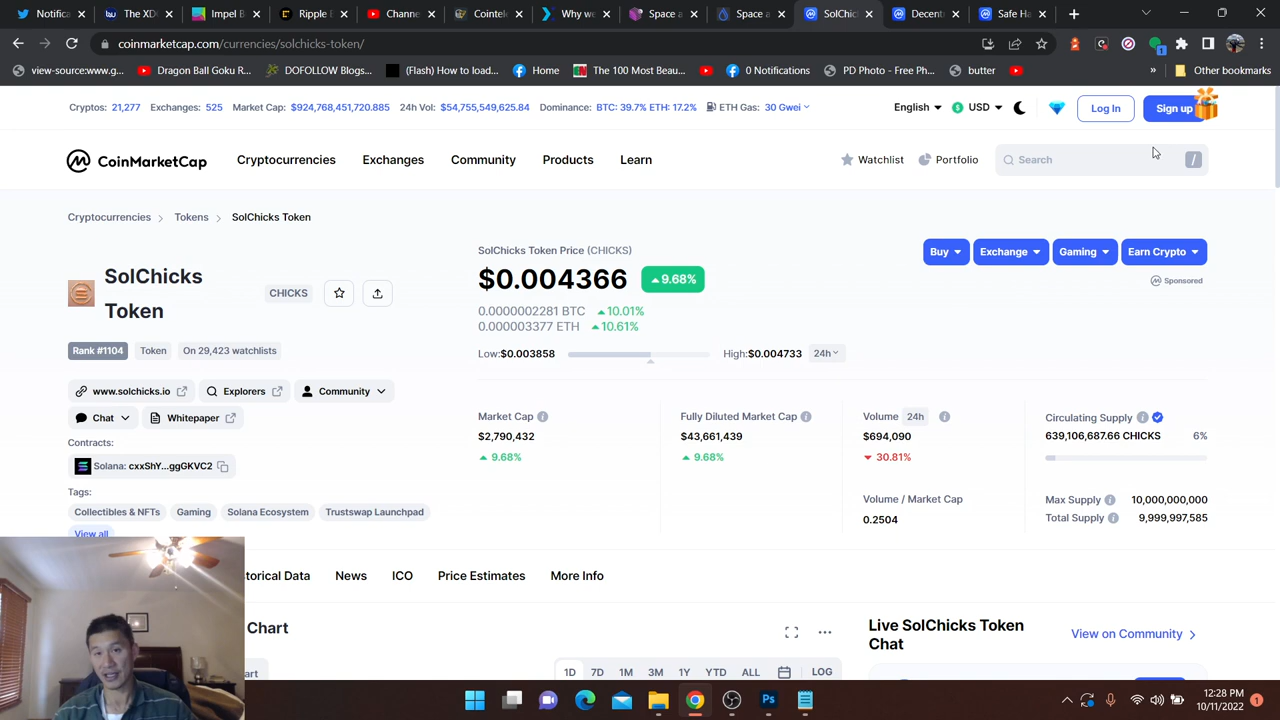 Notifica
The XD
Impel B
Ripple E
Channe
Cointele
Why we
Space a
Space a
SolChic
Decentr
Safe Ha
coinmarketcap.com/currencies/solchicks-token/
view-source:www.g...
Dragon Ball Goku R...
DOFOLLOW Blogs...
(Flash) How to load...
Home
The 100 Most Beau...
0 Notifications
PD Photo - Free Ph...
butter
»
Other bookmarks
Cryptos: 21,277 Exchanges: 525 Market Cap: $924,768,451,720.885 24h Vol: $54,755,549,625.84 Dominance: BTC: 39.7% ETH: 17.2% ETH Gas: 30 Gwei
English USD
Log In
Sign up
CoinMarketCap
Cryptocurrencies
Exchanges
Community
Products
Learn
Watchlist
Portfolio
Search
/
Cryptocurrencies > Tokens > SolChicks Token
SolChicks Token Price (CHICKS)
Buy
Exchange
Gaming
Earn Crypto
SolChicks
Token
CHICKS
$0.004366
9.68%
Sponsored
0.0000002281 BTC 10.01%
0.000003377 ETH 10.61%
Rank #1104
Token
On 29,423 watchlists
Low:$0.003858
High:$0.004733
24h
www.solchicks.io
Explorers
Community
Chat
Whitepaper
Contracts:
Solana: cxxShY...ggGKVC2
Tags:
Collectibles & NFTs
Gaming
Solana Ecosystem
Trustswap Launchpad
View all
Market Cap
$2,790,432
9.68%
Fully Diluted Market Cap
$43,661,439
9.68%
Volume 24h
$694,090
30.81%
Volume / Market Cap
0.2504
Circulating Supply
639,106,687.66 CHICKS 6%
Max Supply 10,000,000,000
Total Supply 9,999,997,585
torical Data
News
ICO
Price Estimates
More Info
Chart
art
1D 7D 1M 3M 1Y YTD ALL LOG
Live SolChicks Token
Chat
View on Community
12:28 PM
10/11/2022
1